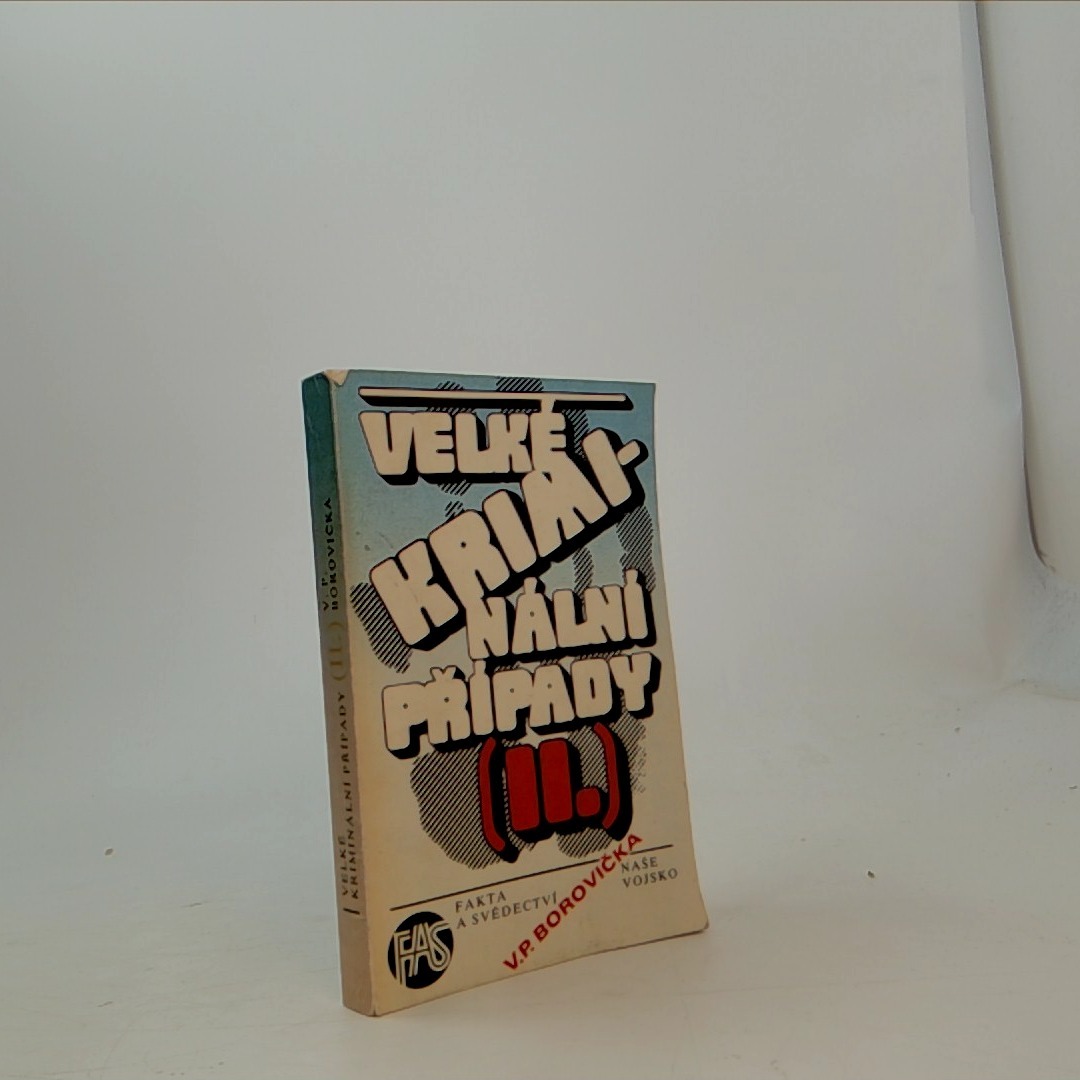 VELKÉ
KRIMI-
NÁLNÍ
PŘÍPADY
(II.)
FAKTA
A SVĚDECTVÍ
V.P. BOROVIČKA
NAŠE
VOJSKO
FAS
VELKÉ
KRIMINÁLNÍ PŘÍPADY (II.)
V. P.
BOROVIČKA